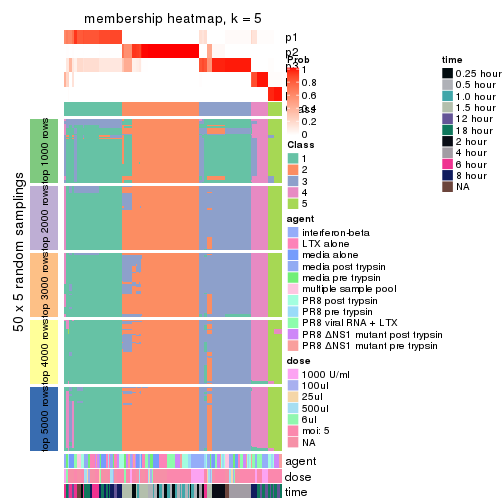 membership heatmap, k = 5
p1
p2
p3
Prob
1
0.8
0.6
0.4
0.2
0
Class
1
2
3
4
5
agent
interferon-beta
LTX alone
media alone
media post trypsin
media pre trypsin
multiple sample pool
PR8 post trypsin
PR8 pre trypsin
PR8 viral RNA + LTX
PR8 ΔNS1 mutant post trypsin
PR8 ΔNS1 mutant pre trypsin
dose
1000 U/ml
100ul
25ul
500ul
6ul
moi: 5
NA
time
0.25 hour
0.5 hour
1.0 hour
1.5 hour
12 hour
18 hour
2 hour
4 hour
6 hour
8 hour
NA
50 x 5 random samplings
top 1000 rows
top 2000 rows
top 3000 rows
top 4000 rows
top 5000 rows
agent
dose
time